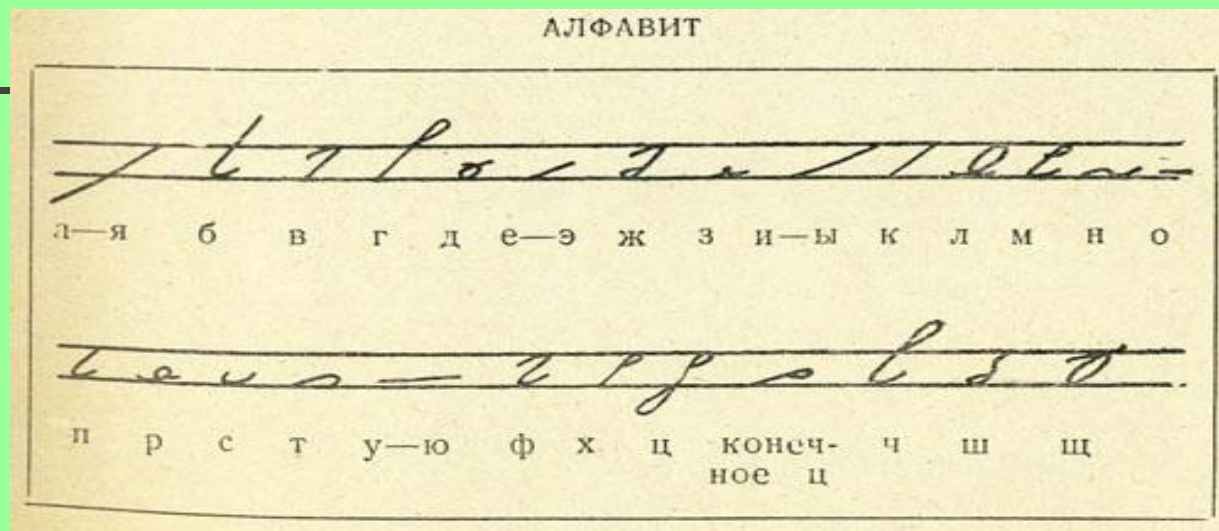 АЛФАВИТ
а—я б в г д е—э ж з и—ы к л м н о
п р с т у—ю ф х ц конеч- ч ш щ
ное ц